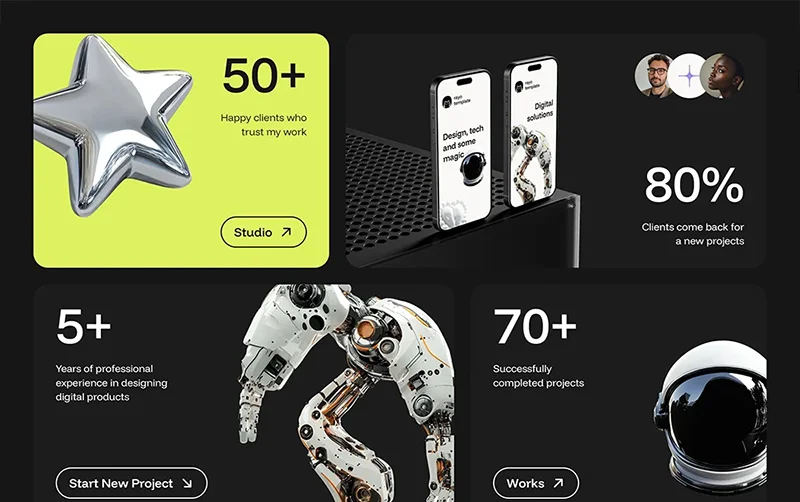 50+
Happy clients who
trust my work
Studio
template
Design, tech
and some
magic
template
Digital
solutions
80%
Clients come back for
a new projects
5+
Years of professional
experience in designing
digital products
Start New Project
70+
Successfully
completed projects
Works